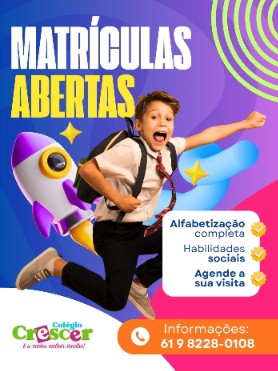 MATRÍCULAS
ABERTAS
Alfabetização
completa
Habilidades
sociais
Agende a
sua visita
Colégio
Crescer
Informações:
61 9 8228-0108